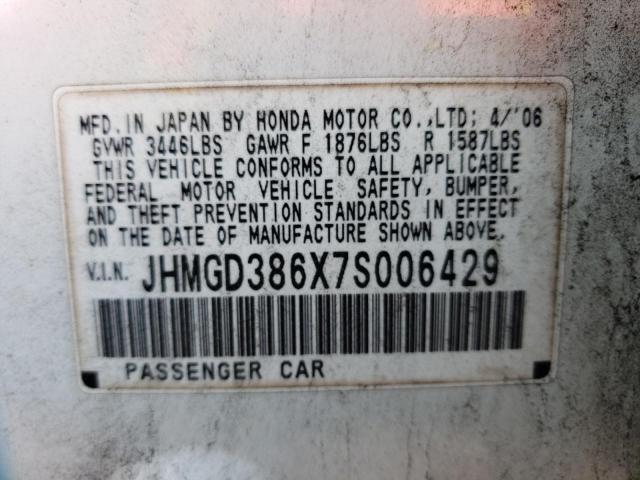 MFD. IN JAPAN BY HONDA MOTOR CO.,LTD; 4/'06
GVWR 3446LBS GAWR F 1876LBS R 1587LBS
THIS VEHICLE CONFORMS TO ALL APPLICABLE
FEDERAL MOTOR VEHICLE SAFETY, BUMPER,
AND THEFT PREVENTION STANDARDS IN EFFECT
ON THE DATE OF MANUFACTURE SHOWN ABOVE.
V.I.N. JHMGD386X7S006429
PASSENGER CAR